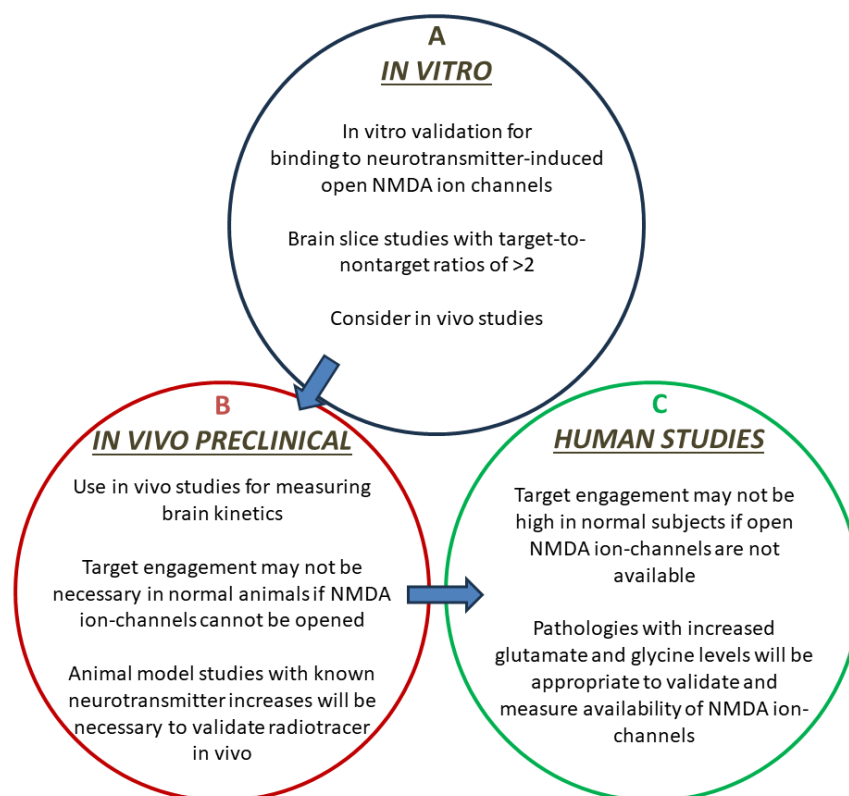 A
IN VITRO
In vitro validation for
binding to neurotransmitter-induced
open NMDA ion channels
Brain slice studies with target-to-
nontarget ratios of >2
Consider in vivo studies
B
IN VIVO PRECLINICAL
Use in vivo studies for measuring
brain kinetics
Target engagement may not be
necessary in normal animals if NMDA
ion-channels cannot be opened
Animal model studies with known
neurotransmitter increases will be
necessary to validate radiotracer
in vivo
C
HUMAN STUDIES
Target engagement may not be
high in normal subjects if open
NMDA ion-channels are not
available
Pathologies with increased
glutamate and glycine levels will be
appropriate to validate and
measure availability of NMDA ion-
channels